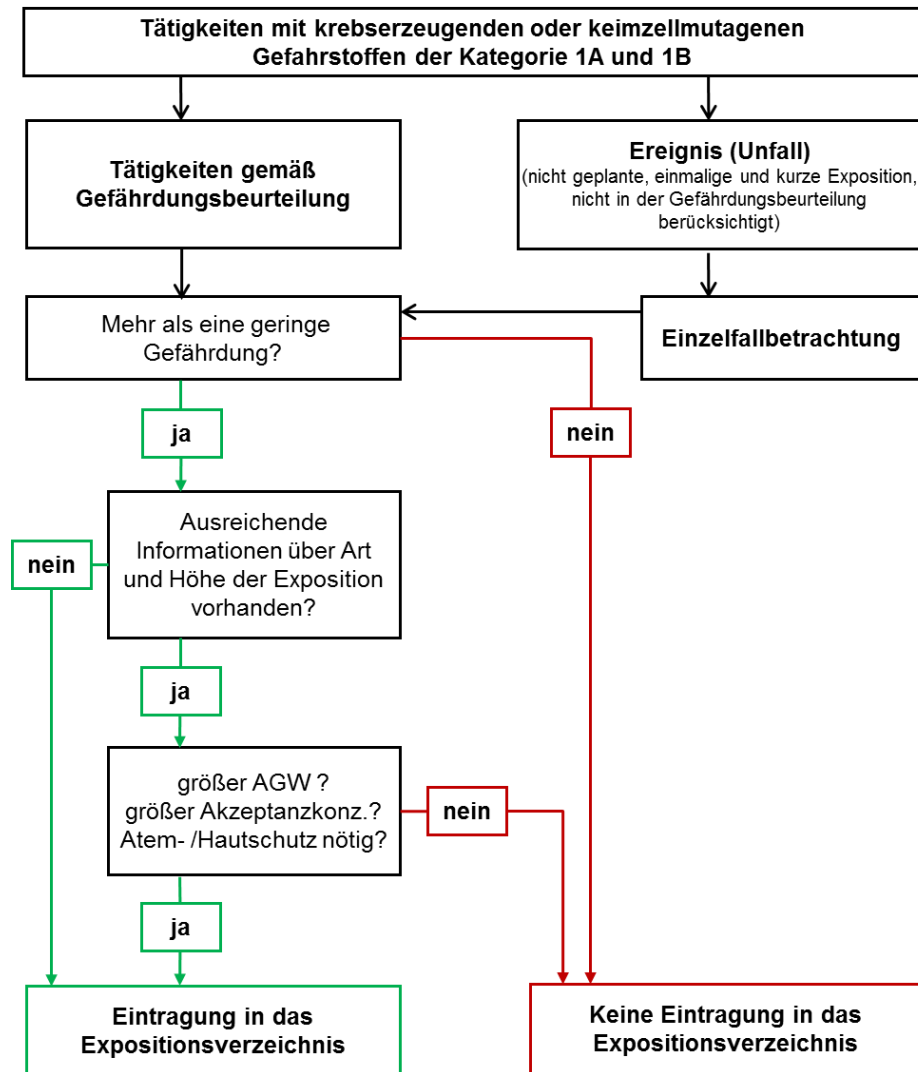 Tätigkeiten mit krebserzeugenden oder keimzellmutagenen
Gefahrstoffen der Kategorie 1A und 1B
Tätigkeiten gemäß
Gefährdungsbeurteilung
Ereignis (Unfall)
(nicht geplante, einmalige und kurze Exposition,
nicht in der Gefährdungsbeurteilung
berücksichtigt)
Mehr als eine geringe
Gefährdung?
Einzelfallbetrachtung
ja
nein
Ausreichende
Informationen über Art
und Höhe der Exposition
vorhanden?
nein
ja
größer AGW ?
größer Akzeptanzkonz.?
Atem- /Hautschutz nötig?
nein
ja
Eintragung in das
Expositionsverzeichnis
Keine Eintragung in das
Expositionsverzeichnis